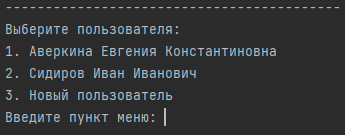 ----------------------------------------
Выберите пользователя:
1. Аверкина Евгения Константиновна
2. Сидиров Иван Иванович
3. Новый пользователь
Введите пункт меню: